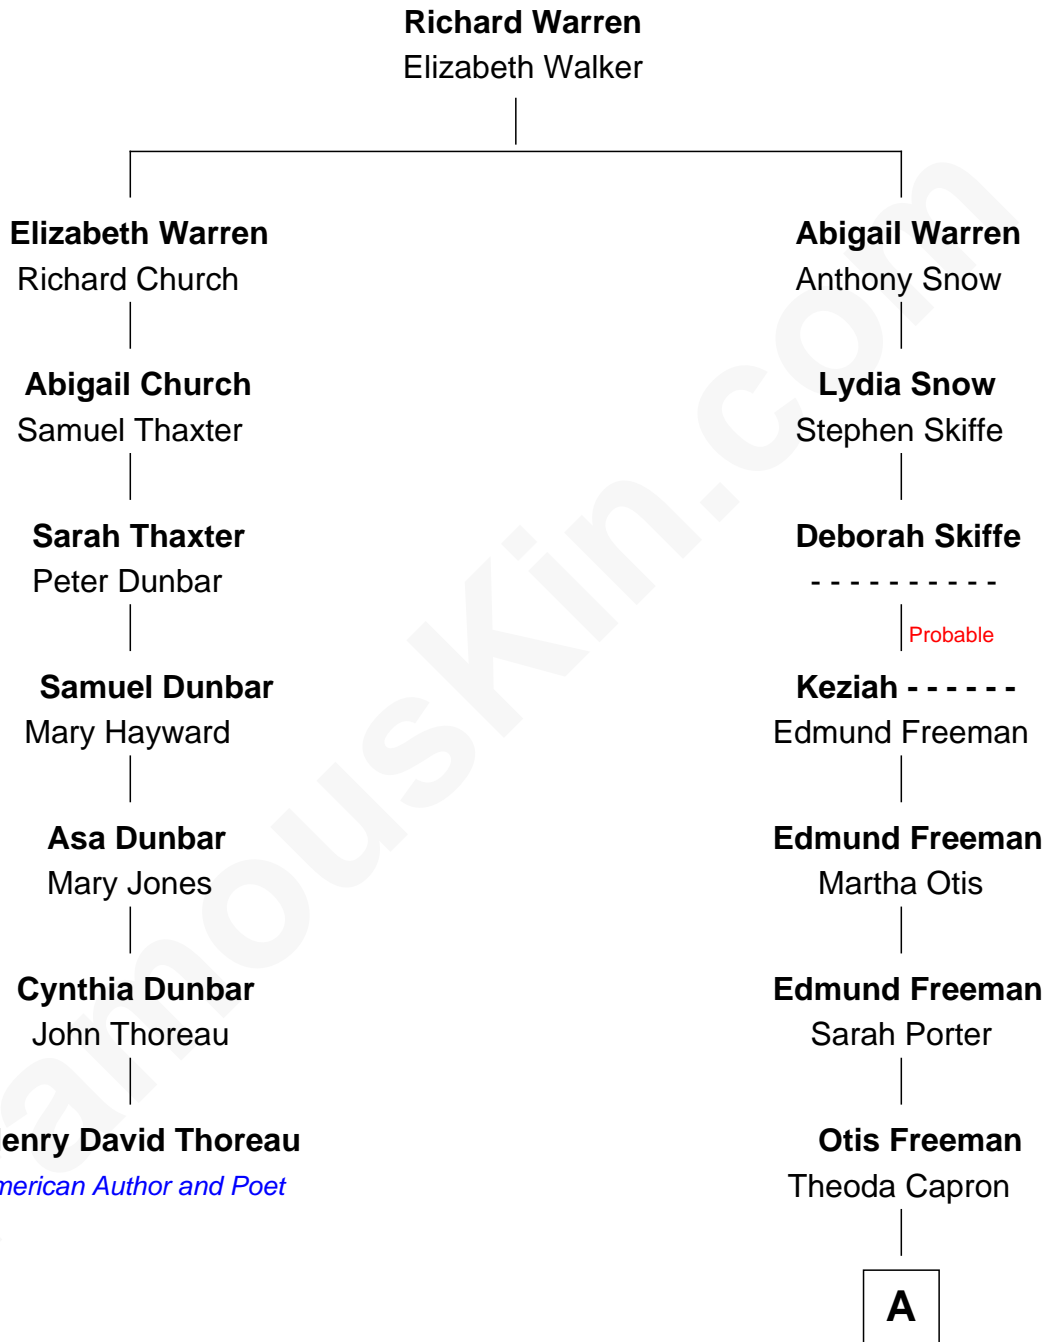 Richard Warren
Elizabeth Walker
Elizabeth Warren
Richard Church
Abigail Church
Samuel Thaxter
Sarah Thaxter
Peter Dunbar
Samuel Dunbar
Mary Hayward
Asa Dunbar
Mary Jones
Cynthia Dunbar
John Thoreau
enry David Thoreau
merican Author and Poet
Abigail Warren
Anthony Snow
Lydia Snow
Stephen Skiffe
Deborah Skiffe
- - - - - - - - - -
Probable
Keziah - - - - - -
Edmund Freeman
Edmund Freeman
Martha Otis
Edmund Freeman
Sarah Porter
Otis Freeman
Theoda Capron
A
amouskin.com